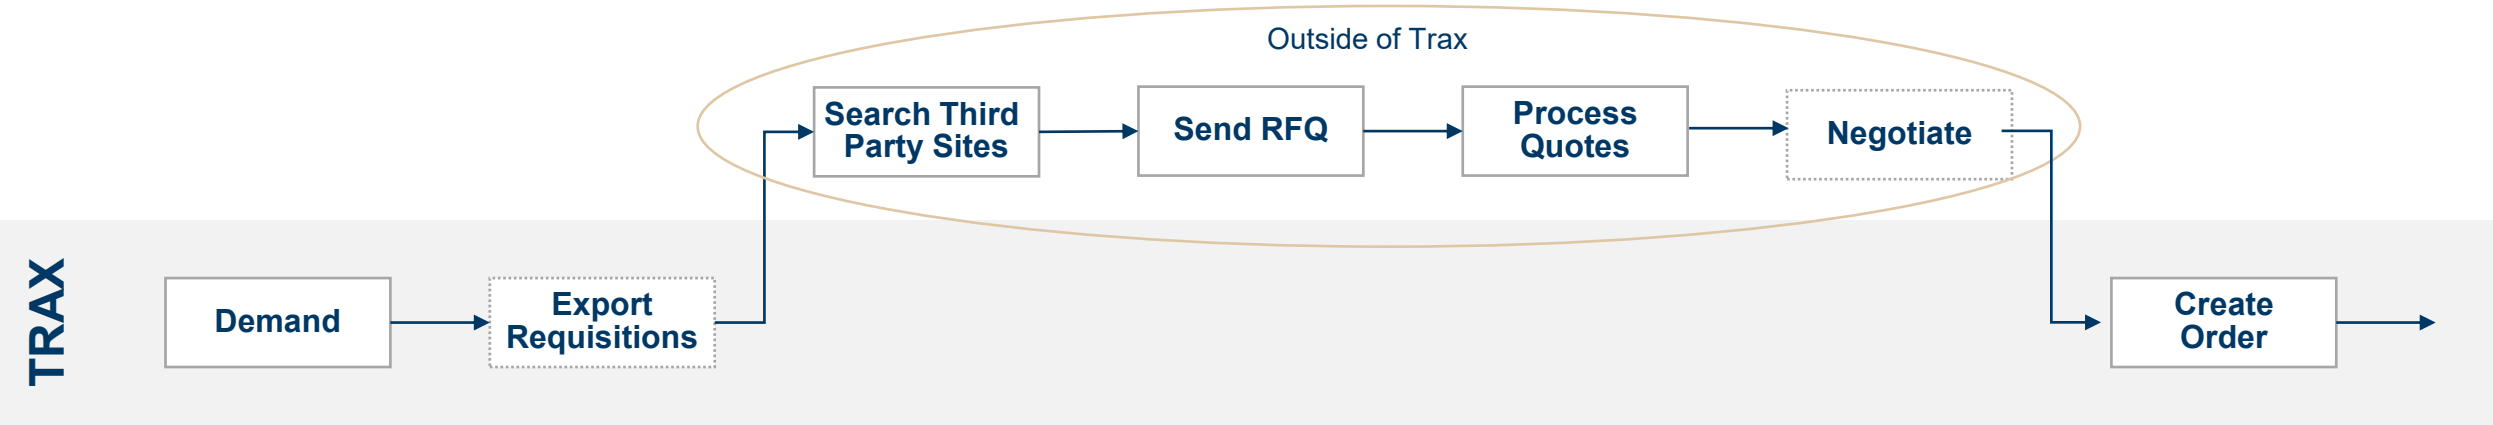 Outside of Trax
Search Third
Party Sites
Send RFQ
Process
Quotes
Negotiate
TRAX
Demand
Export
Requisitions
Create
Order